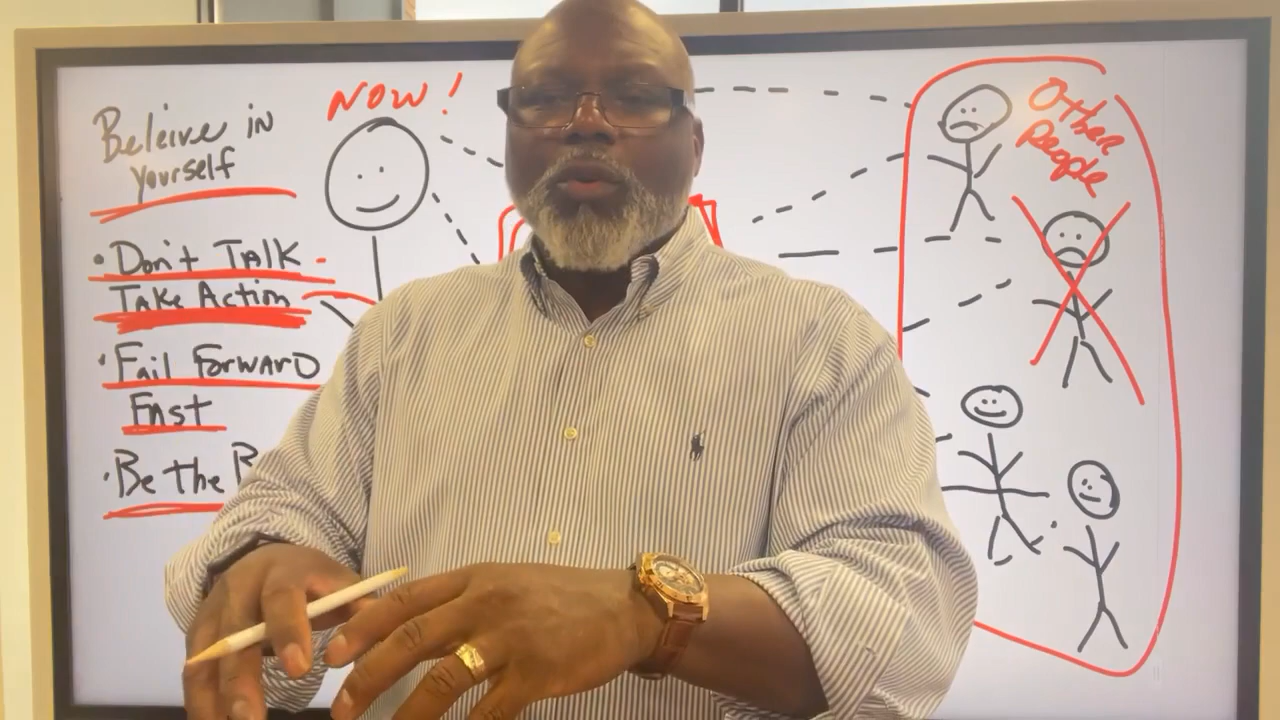 NOW!
Beleive in
yourself
• Don't TALK -
Take Action
• Fail Forward
Fast
• Be the
Other
People